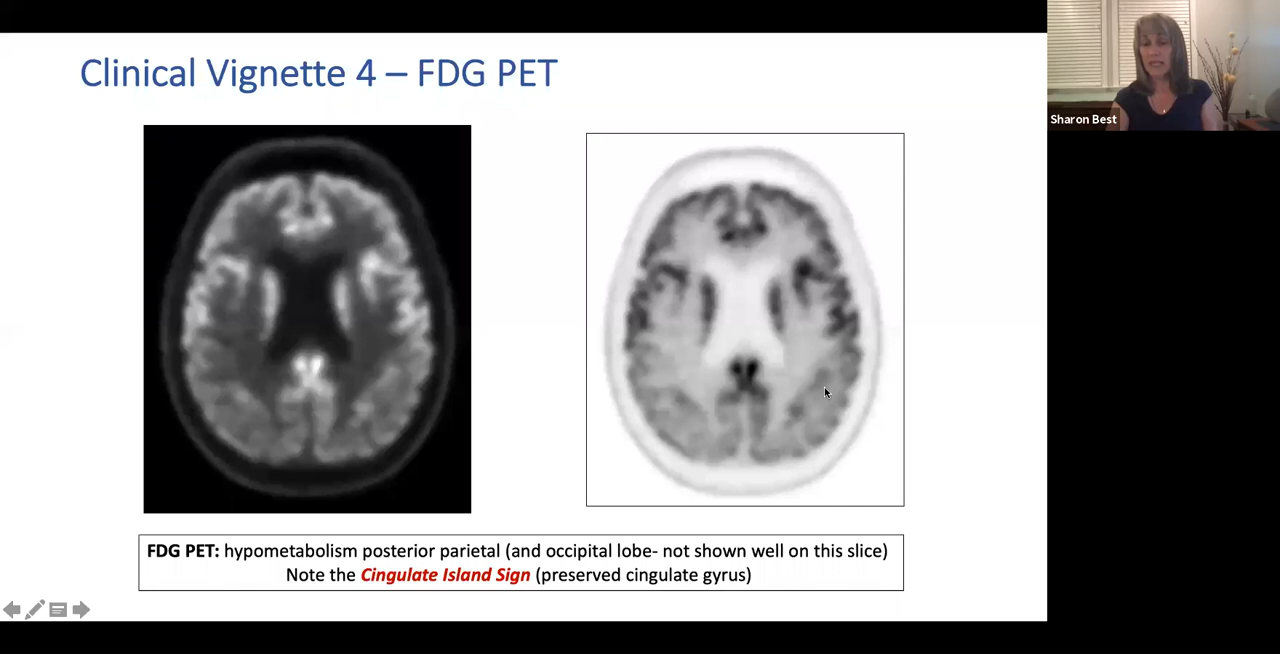 Clinical Vignette 4 – FDG PET
Sharon Best
FDG PET: hypometabolism posterior parietal (and occipital lobe- not shown well on this slice)
Note the Cingulate Island Sign (preserved cingulate gyrus)